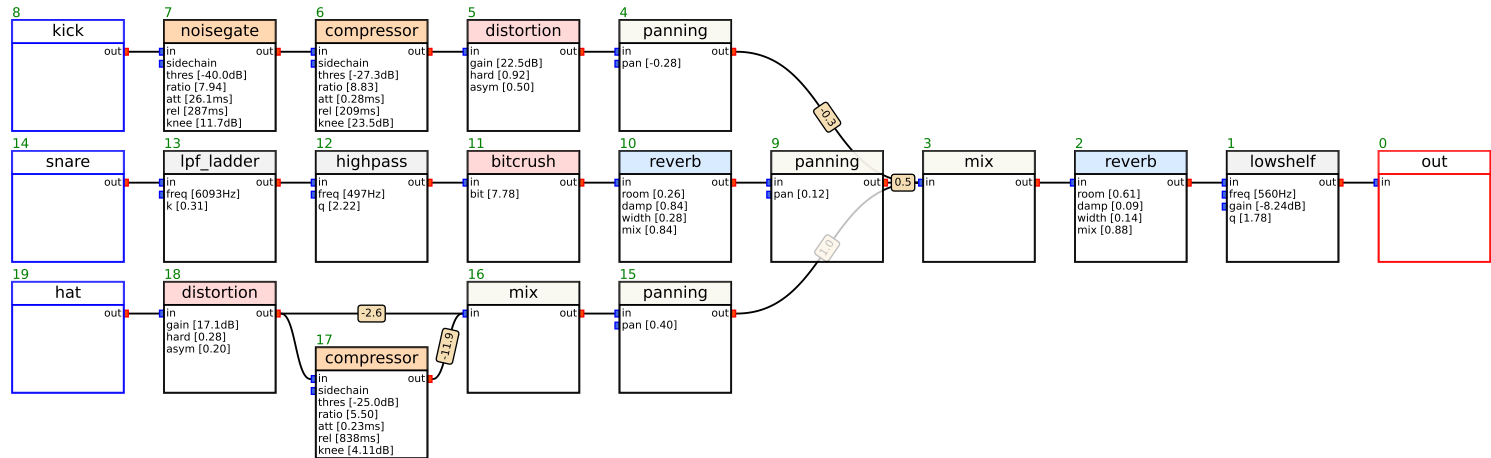 8
kick
out
7
noisegate
in out
sidechain
thres [-40.0dB]
ratio [7.94]
att [26.1ms]
rel [287ms]
knee [11.7dB]
6
compressor
in out
sidechain
thres [-27.3dB]
ratio [8.83]
att [0.28ms]
rel [209ms]
knee [23.5dB]
5
distortion
in out
gain [22.5dB]
hard [0.92]
asym [0.50]
4
panning
in out
pan [-0.28]
-0.3
14
snare
out
13
lpf_ladder
in out
freq [6093Hz]
k [0.31]
12
highpass
in out
freq [497Hz]
q [2.22]
11
bitcrush
in out
bit [7.78]
10
reverb
in out
room [0.26]
damp [0.84]
width [0.28]
mix [0.84]
9
panning
in out
pan [0.12]
0.5
3
mix
in out
2
reverb
in out
room [0.61]
damp [0.09]
width [0.14]
mix [0.88]
1
lowshelf
in out
freq [560Hz]
gain [-8.24dB]
q [1.78]
0
out
in
19
hat
out
18
distortion
in out
gain [17.1dB]
hard [0.28]
asym [0.20]
-2.6
17
compressor
in out
sidechain
thres [-25.0dB]
ratio [5.50]
att [0.23ms]
rel [838ms]
knee [4.11dB]
-11.9
16
mix
in out
15
panning
in out
pan [0.40]
1.0